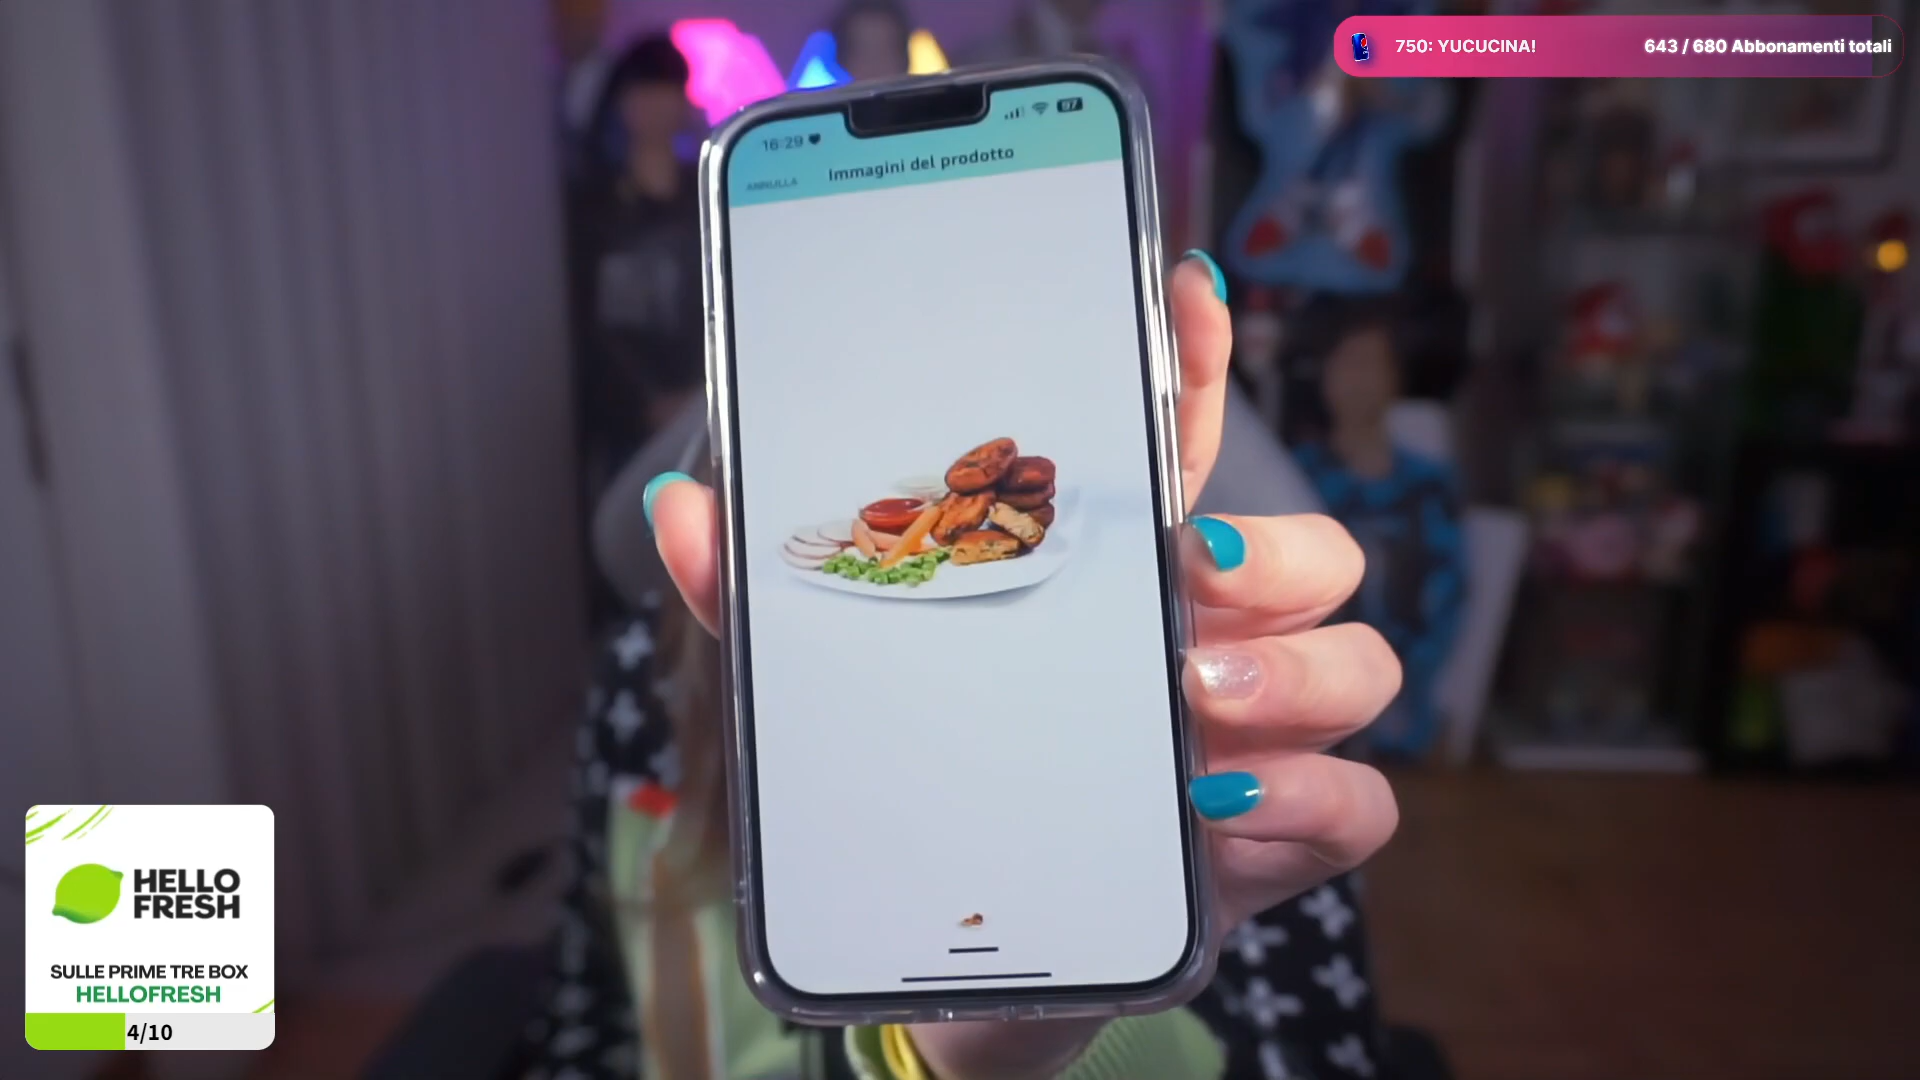 750: YUCUCINA!
643 / 680 Abbonamenti totali
16:29
97
ANNULLA
Immagini del prodotto
HELLO
FRESH
SULLE PRIME TRE BOX
HELLOFRESH
4/10